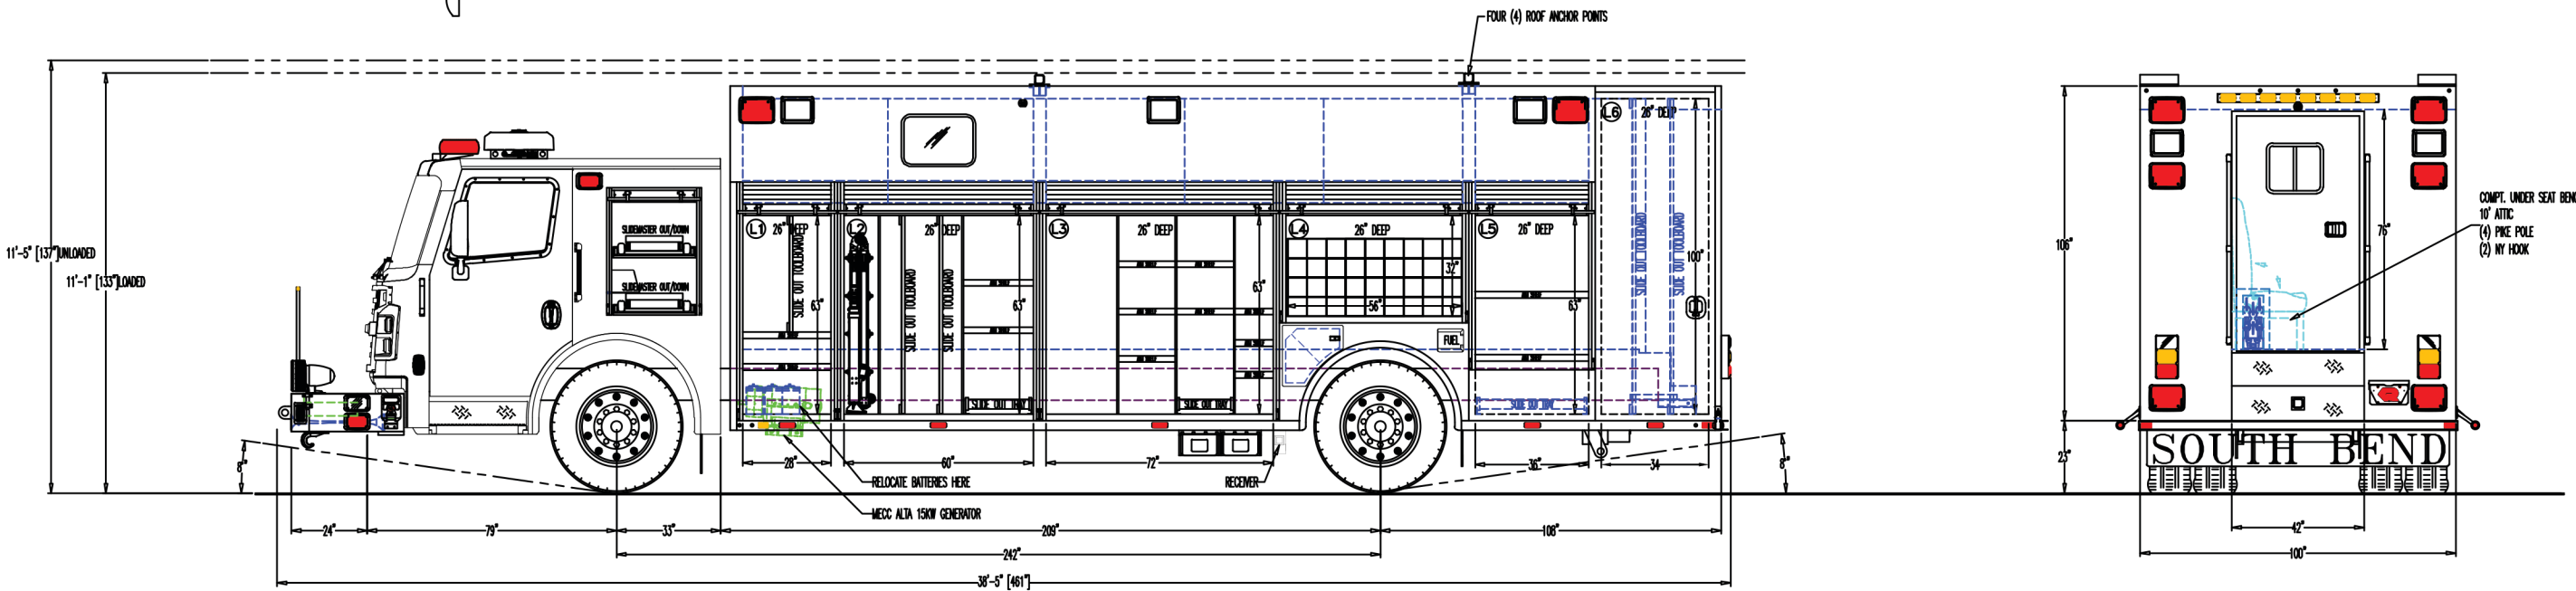 FOUR (4) ROOF ANCHOR POINTS
11'-5" [137"]UNLOADED
11'-1" [133"]LOADED
SLIDEMASTER OUT/DOWN
SLIDEMASTER OUT/DOWN
L1 26" DEEP
SLIDE OUT TOOLBOARD
63"
L2 26" DEEP
SLIDE OUT TOOLBOARD
SLIDE OUT TOOLBOARD
63"
SLIDE OUT TRAY
L3 26" DEEP
63"
SLIDE OUT TRAY
L4 26" DEEP
32"
56"
FUEL
L5 26" DEEP
63"
SLIDE OUT TRAY
L6 26" DEEP
SLIDE OUT TOOLBOARD
SLIDE OUT TOOLBOARD
100"
8"
28"
60"
72"
36"
34
8"
RELOCATE BATTERIES HERE
RECEIVER
MECC ALTA 15KW GENERATOR
24"
79"
33"
209"
108"
242"
38'-5" [461"]
106"
23"
76"
COMPT. UNDER SEAT BENC
10' ATTIC
(4) PIKE POLE
(2) NY HOOK
SOUTH BEND
42"
100"